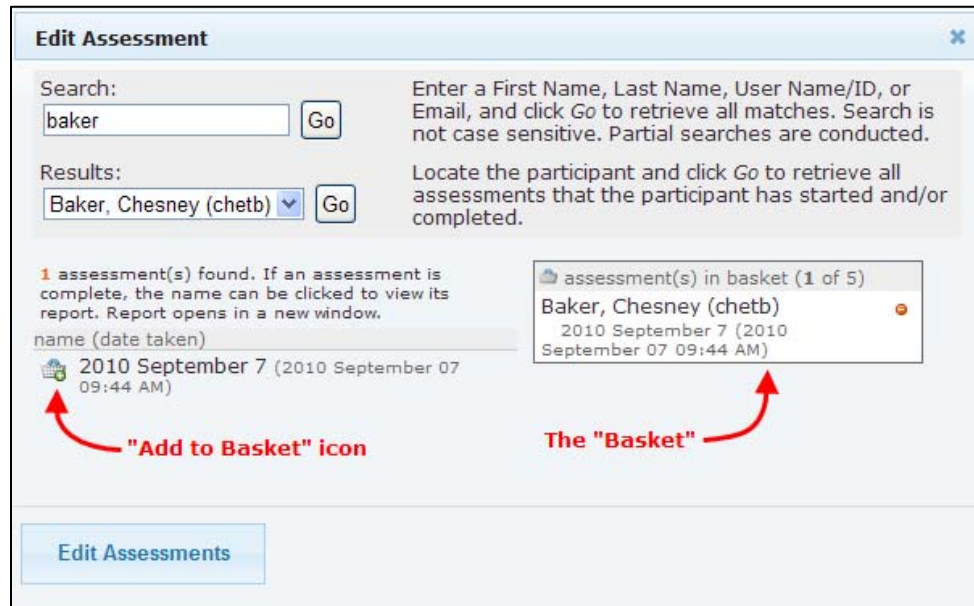 Edit Assessment
Search:
baker
Go
Enter a First Name, Last Name, User Name/ID, or
Email, and click Go to retrieve all matches. Search is
not case sensitive. Partial searches are conducted.
Results:
Baker, Chesney (chetb)
Go
Locate the participant and click Go to retrieve all
assessments that the participant has started and/or
completed.
1 assessment(s) found. If an assessment is
complete, the name can be clicked to view its
report. Report opens in a new window.
name (date taken)
2010 September 7 (2010 September 07
09:44 AM)
"Add to Basket" icon
assessment(s) in basket (1 of 5)
Baker, Chesney (chetb)
2010 September 7 (2010
September 07 09:44 AM)
The "Basket"
Edit Assessments